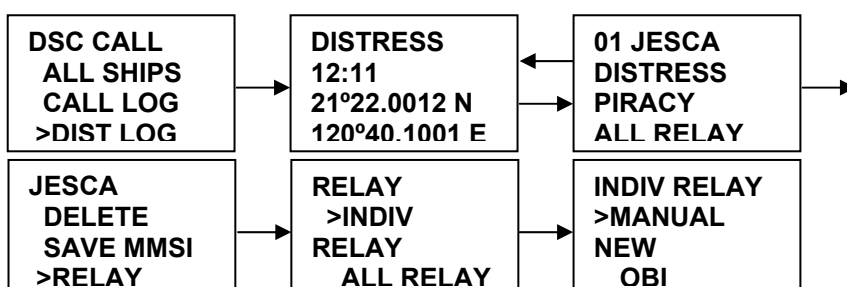 DSC CALL
ALL SHIPS
CALL LOG
>DIST LOG
DISTRESS
12:11
21º22.0012 N
120º40.1001 E
01 JESCA
DISTRESS
PIRACY
ALL RELAY
JESCA
DELETE
SAVE MMSI
>RELAY
RELAY
>INDIV
RELAY
ALL RELAY
INDIV RELAY
>MANUAL
NEW
OBI